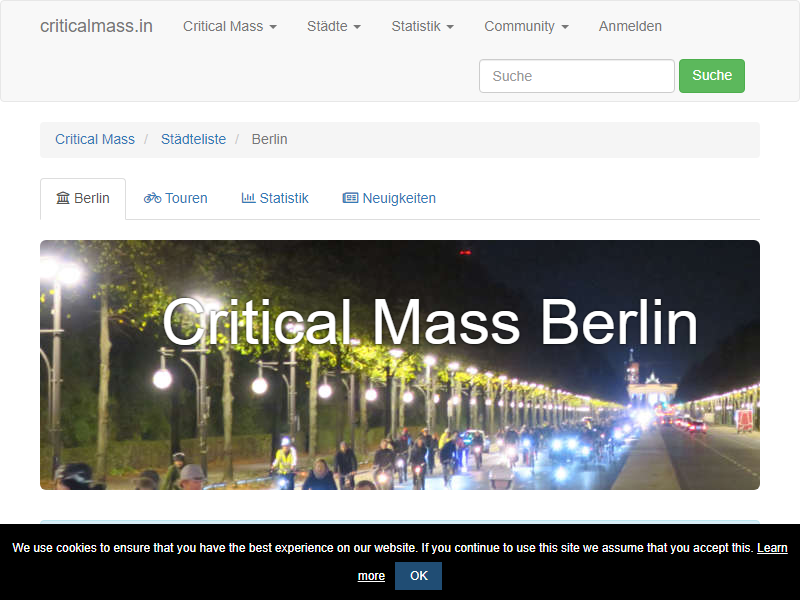 criticalmass.in Critical Mass Städte Statistik Community Anmelden
Suche Suche
Critical Mass / Städteliste / Berlin
Berlin Touren Statistik Neuigkeiten
Critical Mass Berlin
We use cookies to ensure that you have the best experience on our website. If you continue to use this site we assume that you accept this. Learn
more OK